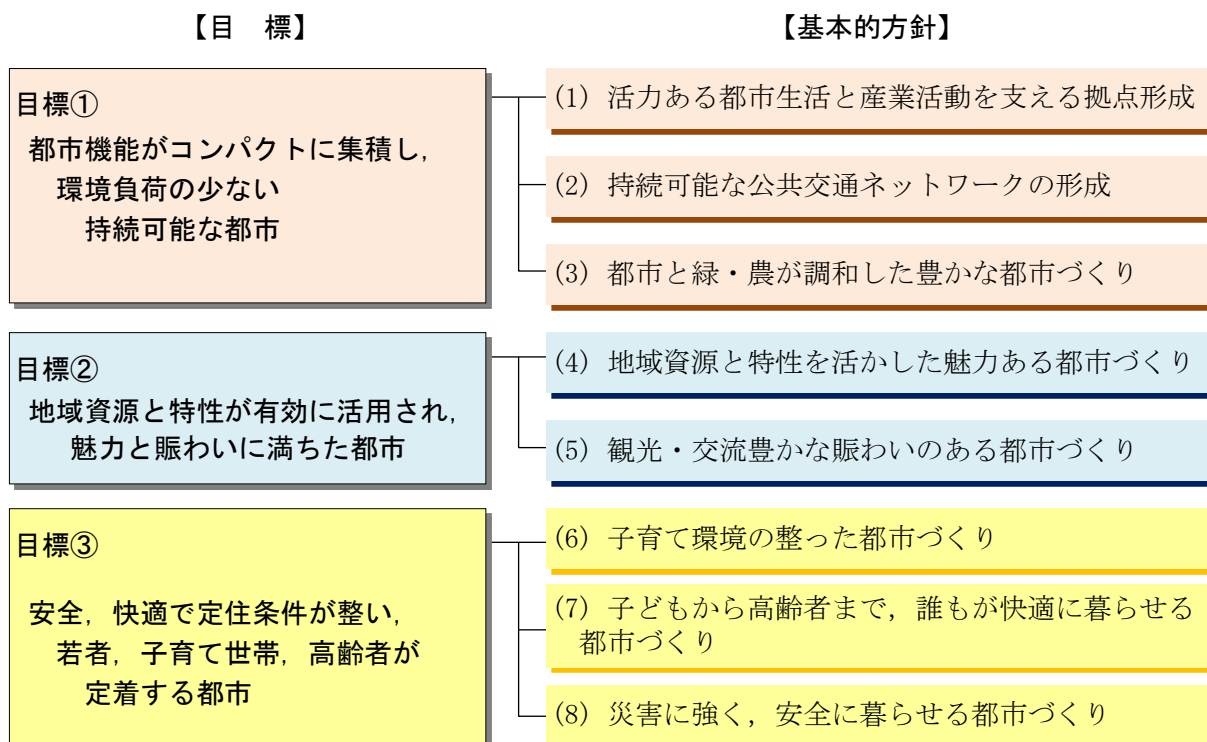 【目　標】
【基本的方針】
目標①
都市機能がコンパクトに集積し，
環境負荷の少ない
持続可能な都市
(1) 活力ある都市生活と産業活動を支える拠点形成
(2) 持続可能な公共交通ネットワークの形成
(3) 都市と緑・農が調和した豊かな都市づくり
目標②
地域資源と特性が有効に活用され，
魅力と賑わいに満ちた都市
(4) 地域資源と特性を活かした魅力ある都市づくり
(5) 観光・交流豊かな賑わいのある都市づくり
目標③
安全，快適で定住条件が整い，
若者，子育て世帯，高齢者が
定着する都市
(6) 子育て環境の整った都市づくり
(7) 子どもから高齢者まで，誰もが快適に暮らせる
都市づくり
(8) 災害に強く，安全に暮らせる都市づくり